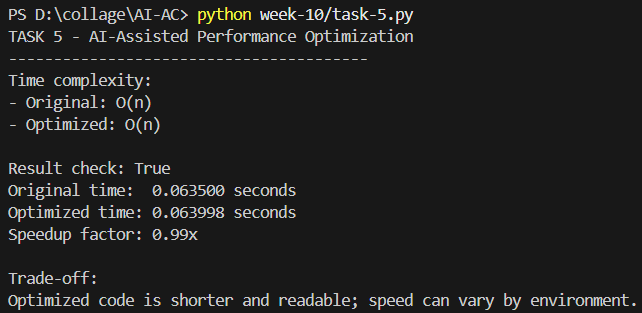 PS D:\collage\AI-AC> python week-10/task-5.py
TASK 5 - AI-Assisted Performance Optimization
----------------------------------------
Time complexity:
- Original: O(n)
- Optimized: O(n)

Result check: True
Original time:  0.063500 seconds
Optimized time: 0.063998 seconds
Speedup factor: 0.99x

Trade-off:
Optimized code is shorter and readable; speed can vary by environment.